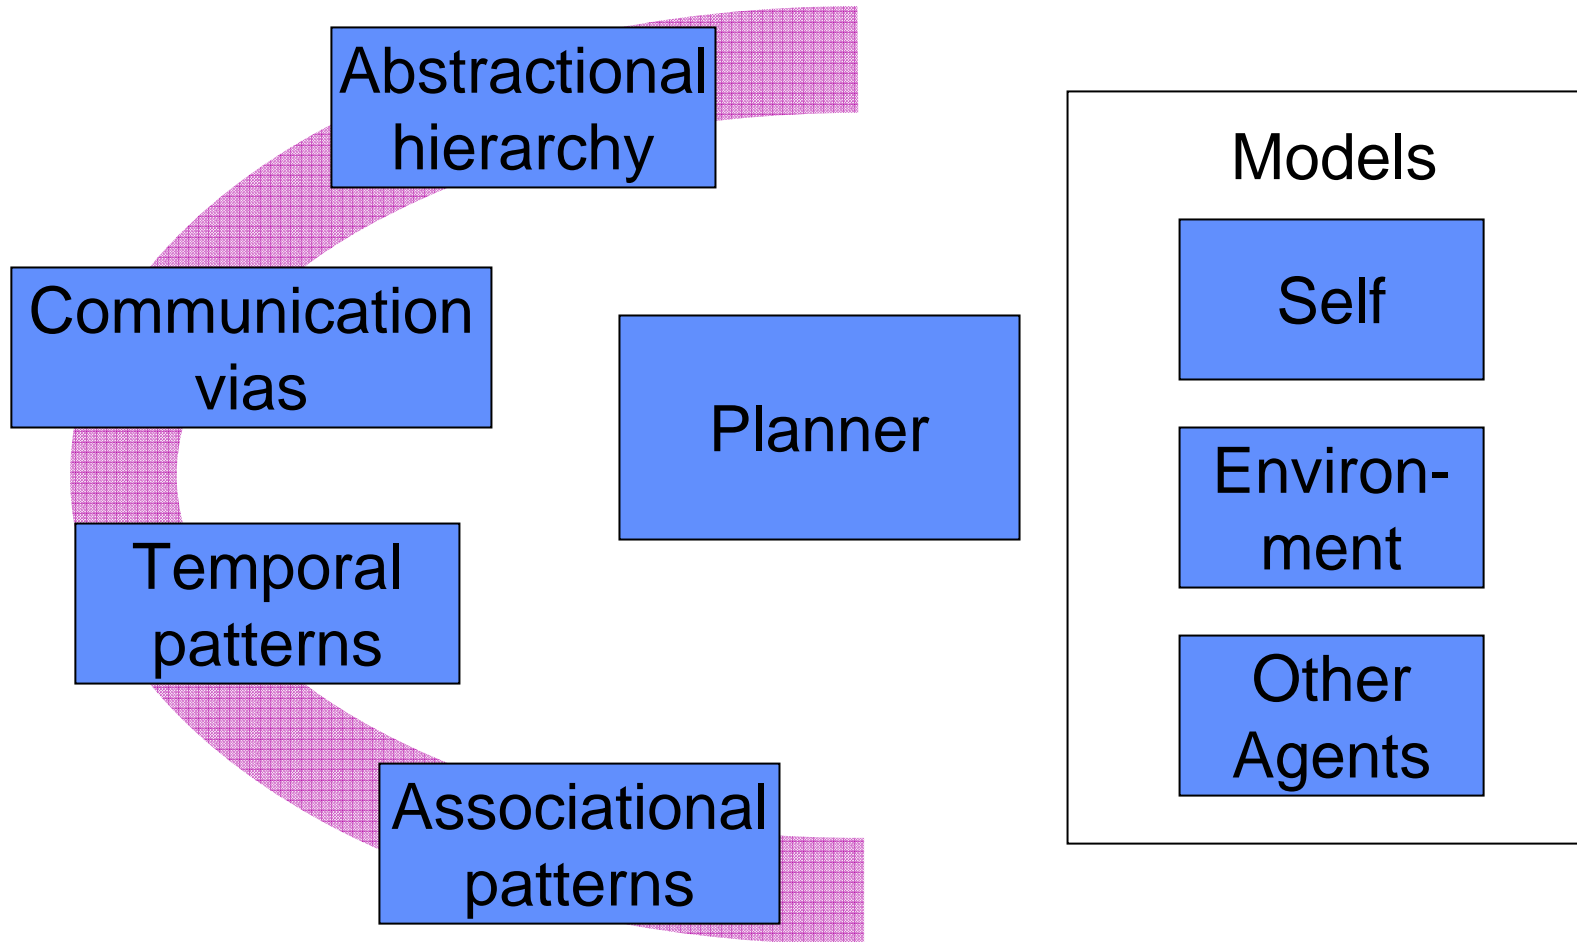 Abstractional
hierarchy
Communication
vias
Temporal
patterns
Associational
patterns
Planner
Models
Self
Environ-
ment
Other
Agents